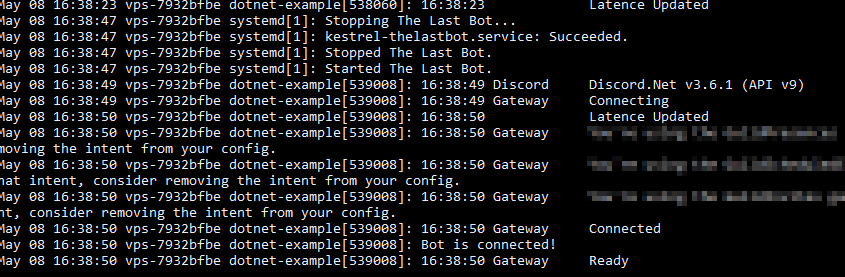 May 08 16:38:23 vps-7932bfbe dotnet-example[538060]: 16:38:23 Latence Updated
May 08 16:38:47 vps-7932bfbe systemd[1]: Stopping The Last Bot...
May 08 16:38:47 vps-7932bfbe systemd[1]: kestrel-thelastbot.service: Succeeded.
May 08 16:38:47 vps-7932bfbe systemd[1]: Stopped The Last Bot.
May 08 16:38:47 vps-7932bfbe systemd[1]: Started The Last Bot.
May 08 16:38:49 vps-7932bfbe dotnet-example[539008]: 16:38:49 Discord Discord.Net v3.6.1 (API v9)
May 08 16:38:49 vps-7932bfbe dotnet-example[539008]: 16:38:49 Gateway Connecting
May 08 16:38:50 vps-7932bfbe dotnet-example[539008]: 16:38:50 Latence Updated
May 08 16:38:50 vps-7932bfbe dotnet-example[539008]: 16:38:50 Gateway
moving the intent from your config.
May 08 16:38:50 vps-7932bfbe dotnet-example[539008]: 16:38:50 Gateway
hat intent, consider removing the intent from your config.
May 08 16:38:50 vps-7932bfbe dotnet-example[539008]: 16:38:50 Gateway
nt, consider removing the intent from your config.
May 08 16:38:50 vps-7932bfbe dotnet-example[539008]: 16:38:50 Gateway Connected
May 08 16:38:50 vps-7932bfbe dotnet-example[539008]: Bot is connected!
May 08 16:38:50 vps-7932bfbe dotnet-example[539008]: 16:38:50 Gateway Ready